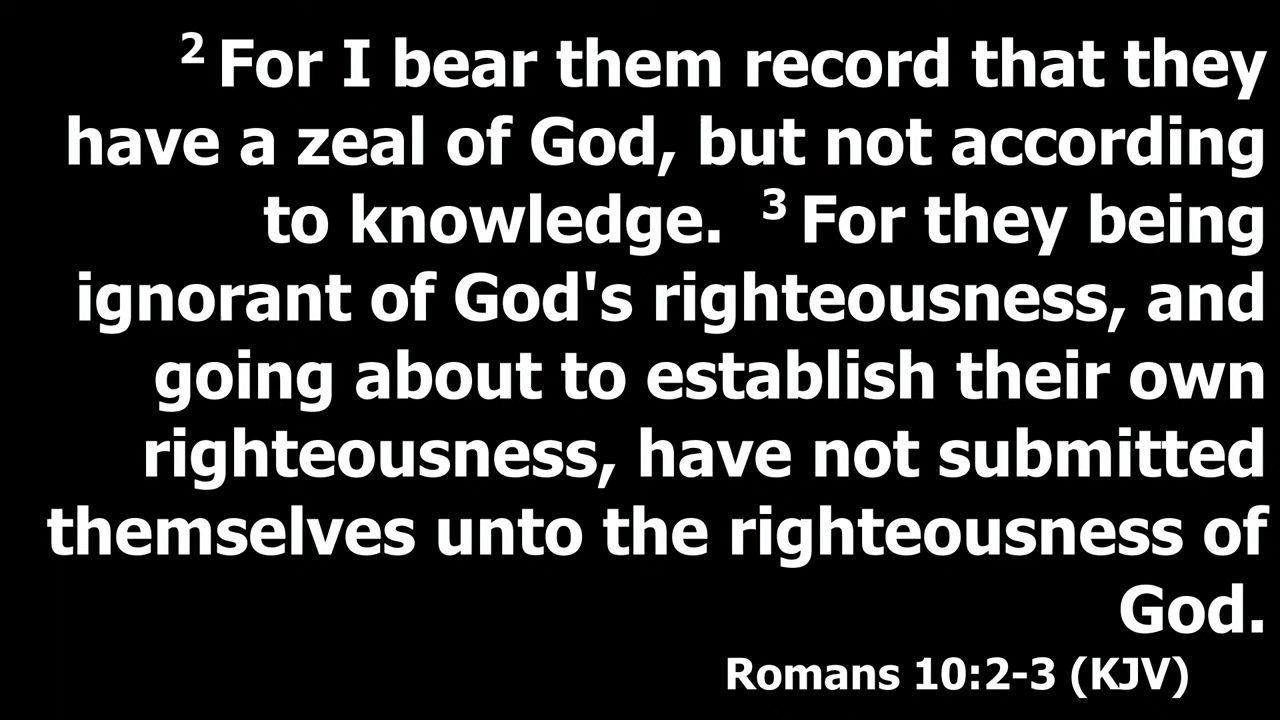 2 For I bear them record that they
have a zeal of God, but not according
to knowledge. 3 For they being
ignorant of God's righteousness, and
going about to establish their own
righteousness, have not submitted
themselves unto the righteousness of
God.
Romans 10:2-3 (KJV)